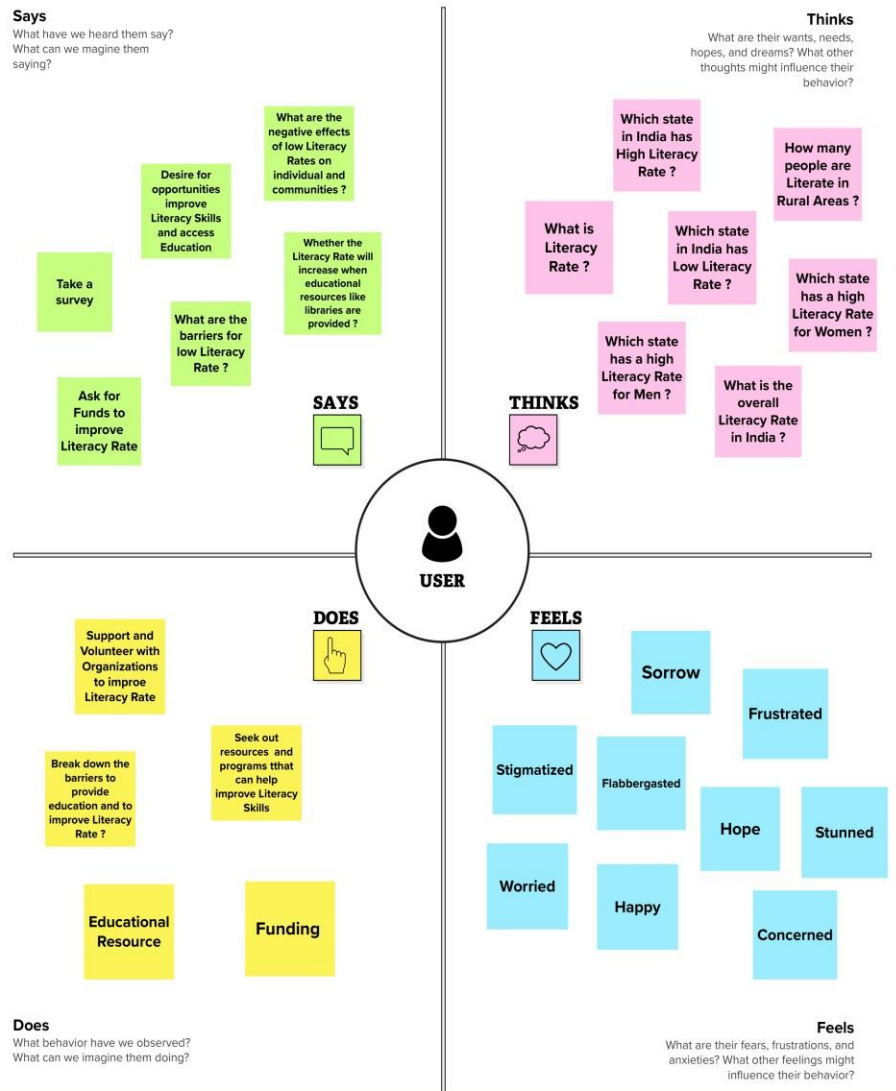 Says
What have we heard them say?
What can we magine them
saying?
Thinks
What are their wants, needs,
hopes, and dreams? What other
thoughts might influence their
behavior?
What are the
negative effects
of low Literacy
Rates on
individual and
communities ?
Desire for
opportunities
improve
Literacy Skills
and access
Education
Whether the
Literacy Rate will
increase when
educational
resources like
libraries are
provided ?
Take a
survey
What are the
barriers for
low Literacy
Rate ?
Ask for
Funds to
improve
Literacy Rate
SAYS
Which state
in India has
High Literacy
Rate ?
How many
people are
Literate in
Rural Areas ?
What is
Literacy
Rate ?
Which state
in India has
Low Literacy
Rate ?
Which state
has a high
Literacy Rate
for Women ?
Which state
has a high
Literacy Rate
for Men ?
What is the
overall
Literacy Rate
in India ?
THINKS
USER
DOES
Support and
Volunteer with
Organizations
to improe
Literacy Rate
Seek out
resources and
programs tthat
can help
improve Literacy
Skills
Break down the
barriers to
provide
education and to
improve Literacy
Rate ?
Educational
Resource
Funding
FEELS
Sorrow
Frustrated
Stigmatized
Flabbergasted
Hope
Stunned
Worried
Happy
Concerned
Does
What behavior have we observed?
What can we imagine them doing?
Feels
What are their fears, frustrations, and
anxieties? What other feelings might
influence their behavior?